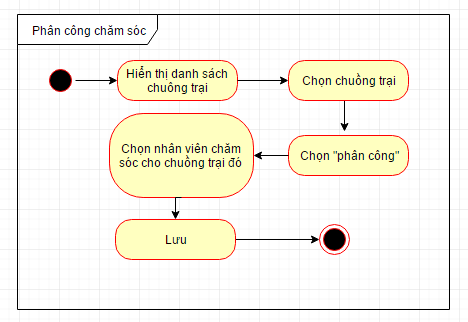 Phân công chăm sóc
Hiển thị danh sách
chuông trại
Chọn chuồng trại
Chọn nhân viên chăm
sóc cho chuồng trại đó
Chọn "phân công"
Lưu